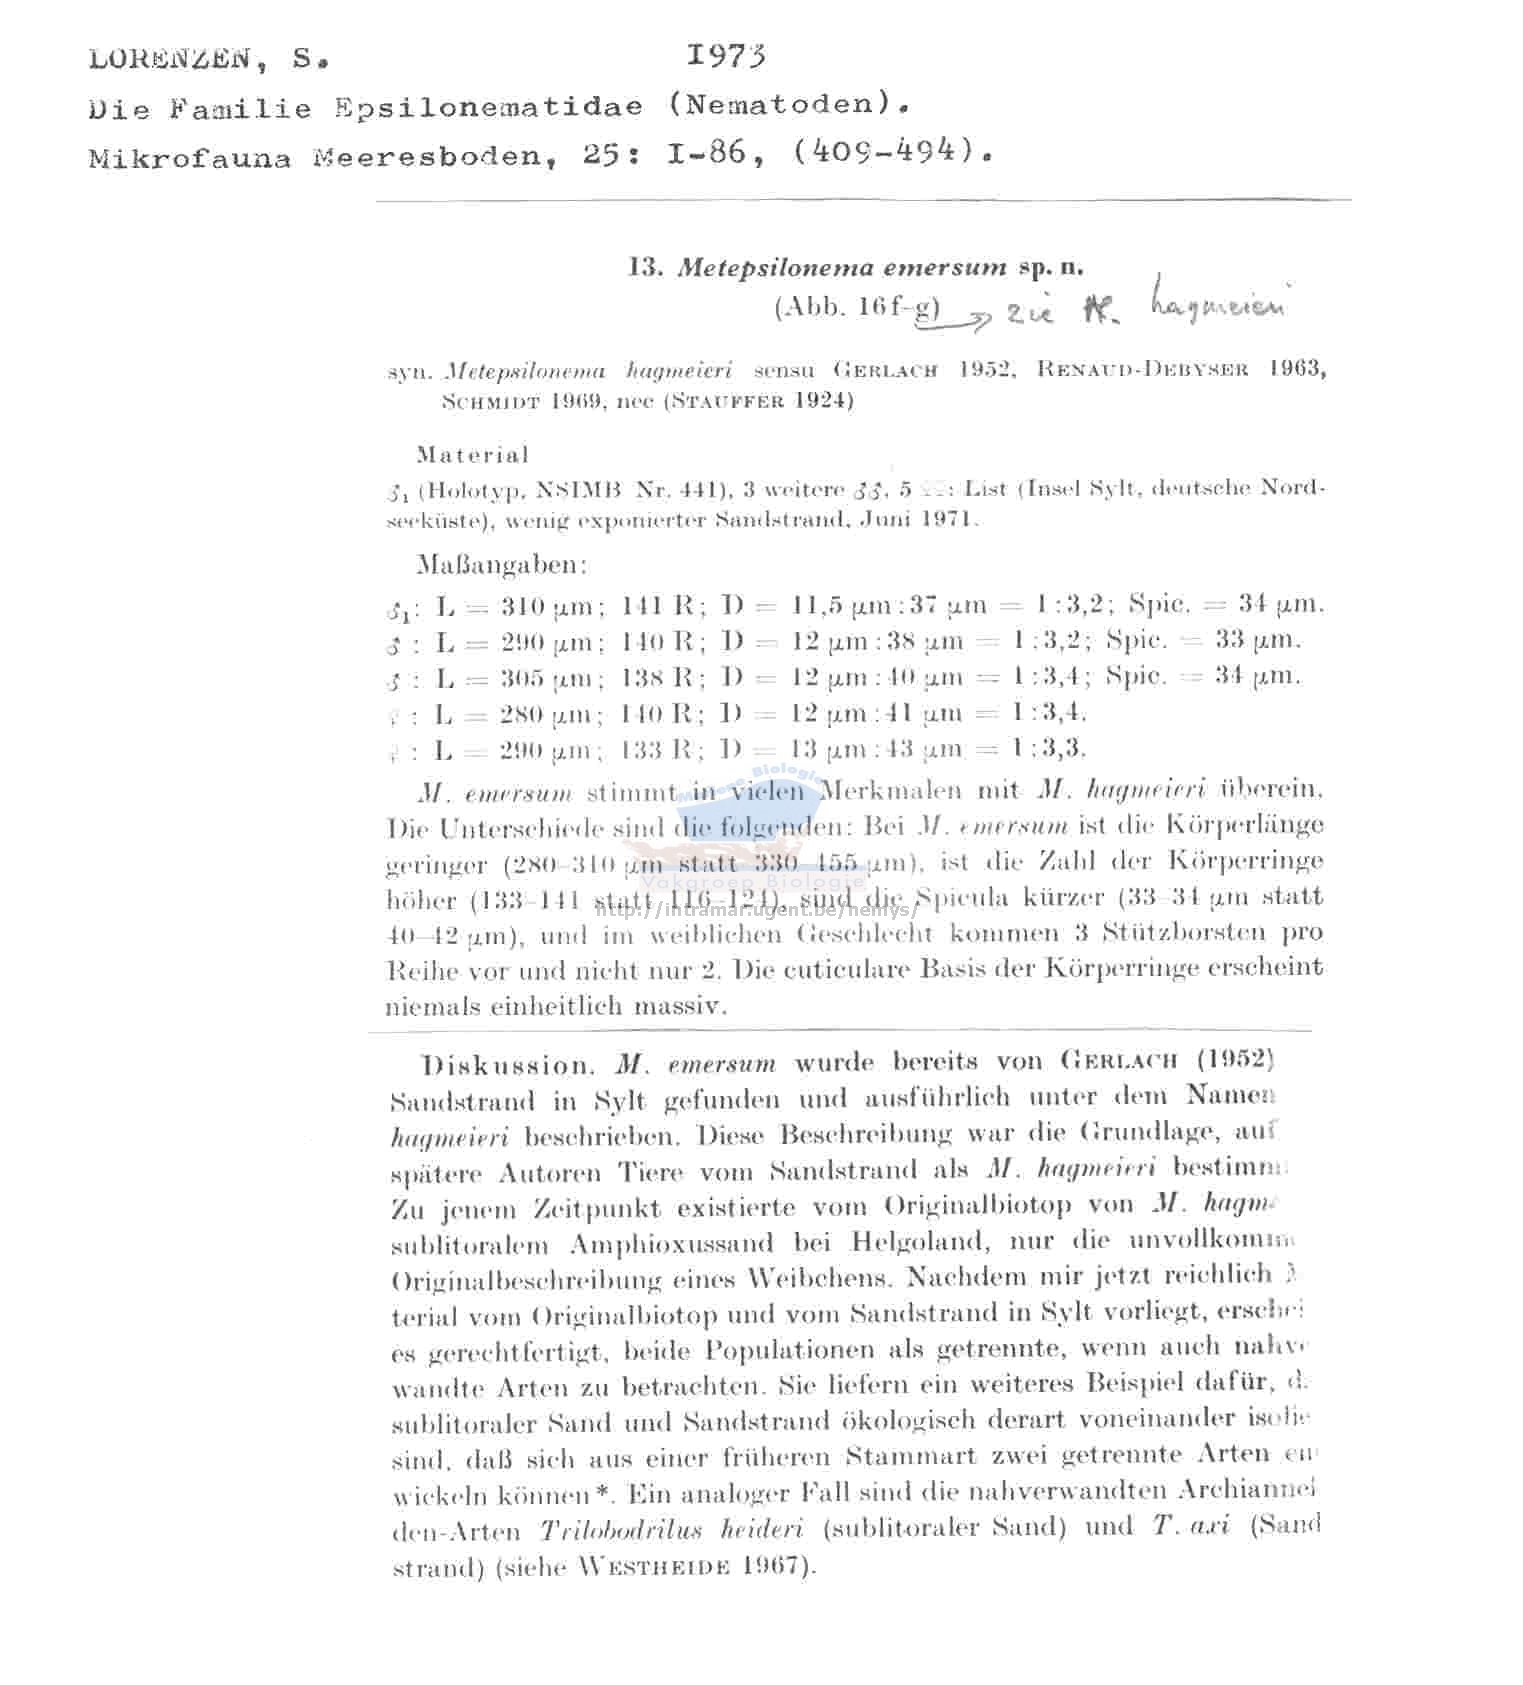 LORENZEN, S. 1973
Die Familie Epsilonematidae (Nematoden).
Mikrofauna Meeresboden, 25: I-86, (409-494).
13. Metepsilonema emersum sp. n.
(Abb. 16f-g) zie M. hagmeieri
syn. Metepsilonema hagmeieri sensu GERLACH 1952, RENAUD-DEBYSER 1963,
SCHMIDT 1969, nec (STAUFFER 1924)
Material
♂1 (Holotyp, NSIMB Nr. 441), 3 weitere ♂♂, 5 ♀♀: List (Insel Sylt, deutsche Nord-
seeküste), wenig exponierter Sandstrand, Juni 1971.
Maßangaben:
♂1: L = 310 µm; 141 R; D = 11,5 µm:37 µm = 1:3,2; Spic. = 34 µm.
♂: L = 290 µm; 140 R; D = 12 µm:38 µm = 1:3,2; Spic. = 33 µm.
♂: L = 305 µm; 138 R; D = 12 µm:40 µm = 1:3,4; Spic. = 34 µm.
♀: L = 280 µm; 140 R; D = 12 µm:41 µm = 1:3,4.
♀: L = 290 µm; 133 R; D = 13 µm:43 µm = 1:3,3.
Mariene Biologie
M. emersum stimmt in vielen Merkmalen mit M. hagmeieri überein.
Die Unterschiede sind die folgenden: Bei M. emersum ist die Körperlänge
geringer (280-310 µm statt 330-455 µm), ist die Zahl der Körperringe
Vakgroep Biologie
höher (133-141 statt 116-124), sind die Spicula kürzer (33-34 µm statt
http://intramar.ugent.be/nemys/
40-42 µm), und im weiblichen Geschlecht kommen 3 Stützborsten pro
Reihe vor und nicht nur 2. Die cuticulare Basis der Körperringe erscheint
niemals einheitlich massiv.
Diskussion. M. emersum wurde bereits von GERLACH (1952)
Sandstrand in Sylt gefunden und ausführlich unter dem Namen
hagmeieri beschrieben. Diese Beschreibung war die Grundlage, auf
spätere Autoren Tiere vom Sandstrand als M. hagmeieri bestimm
Zu jenem Zeitpunkt existierte vom Originalbiotop von M. hagm
sublitoralem Amphioxussand bei Helgoland, nur die unvollkomm
Originalbeschreibung eines Weibchens. Nachdem mir jetzt reichlich M
terial vom Originalbiotop und vom Sandstrand in Sylt vorliegt, erschei
es gerechtfertigt, beide Populationen als getrennte, wenn auch nahve
wandte Arten zu betrachten. Sie liefern ein weiteres Beispiel dafür, d
sublitoraler Sand und Sandstrand ökologisch derart voneinander isolie
sind, daß sich aus einer früheren Stammart zwei getrennte Arten en
wickeln können*. Ein analoger Fall sind die nahverwandten Archiannel
den-Arten Trilobodrilus heideri (sublitoraler Sand) und T. axi (Sand
strand) (siehe WESTHEIDE 1967).